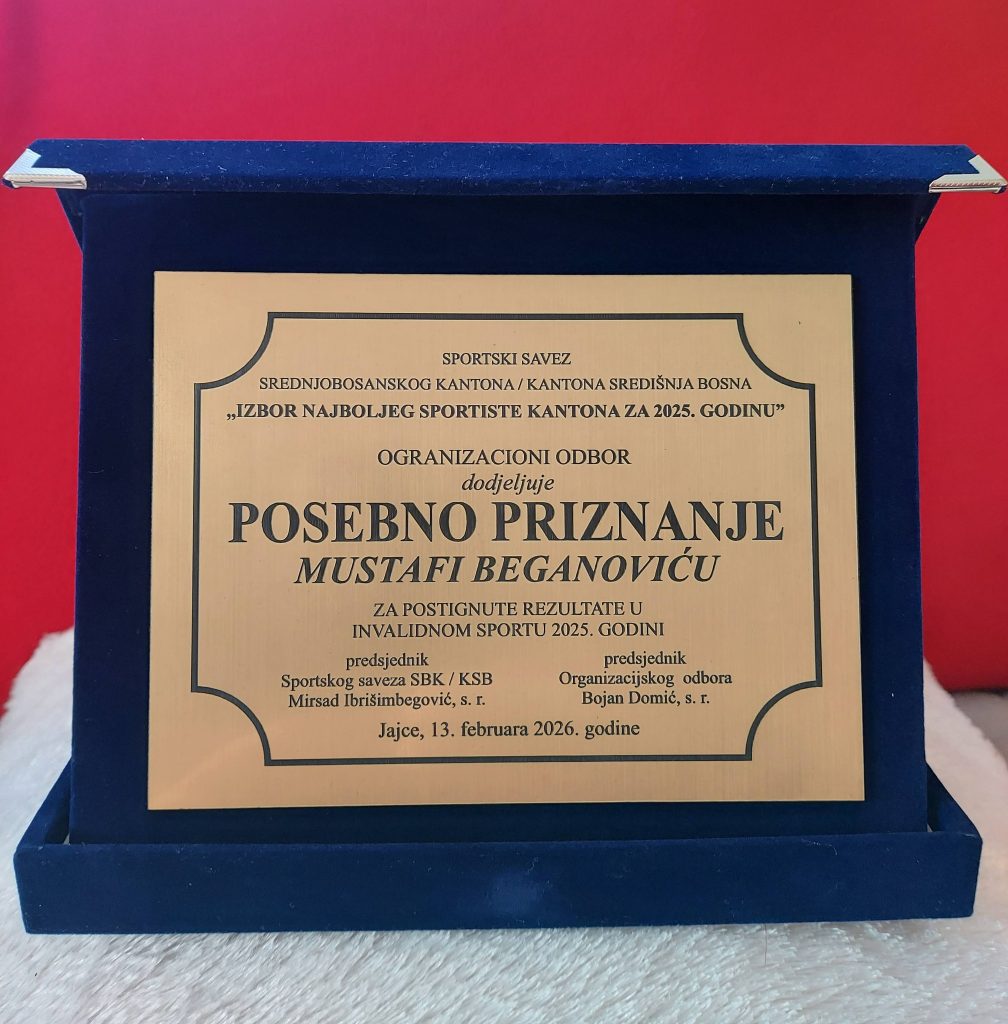 SPORTSKI SAVEZ
SREDNJOBOSANSKOG KANTONA / KANTONA SREDIŠNJA BOSNA
„IZBOR NAJBOLJEG SPORTISTE KANTONA ZA 2025. GODINU”
OGRANIZACIONI ODBOR
dodjeljuje
POSEBNO PRIZNANJE
MUSTAFI BEGANOVIĆU
ZA POSTIGNUTE REZULTATE U
INVALIDNOM SPORTU 2025. GODINI
predsjednik
Sportskog saveza SBK / KSB
Mirsad Ibrišimbegović, s. r.
predsjednik
Organizacijskog odbora
Bojan Domić, s. r.
Jajce, 13. februara 2026. godine